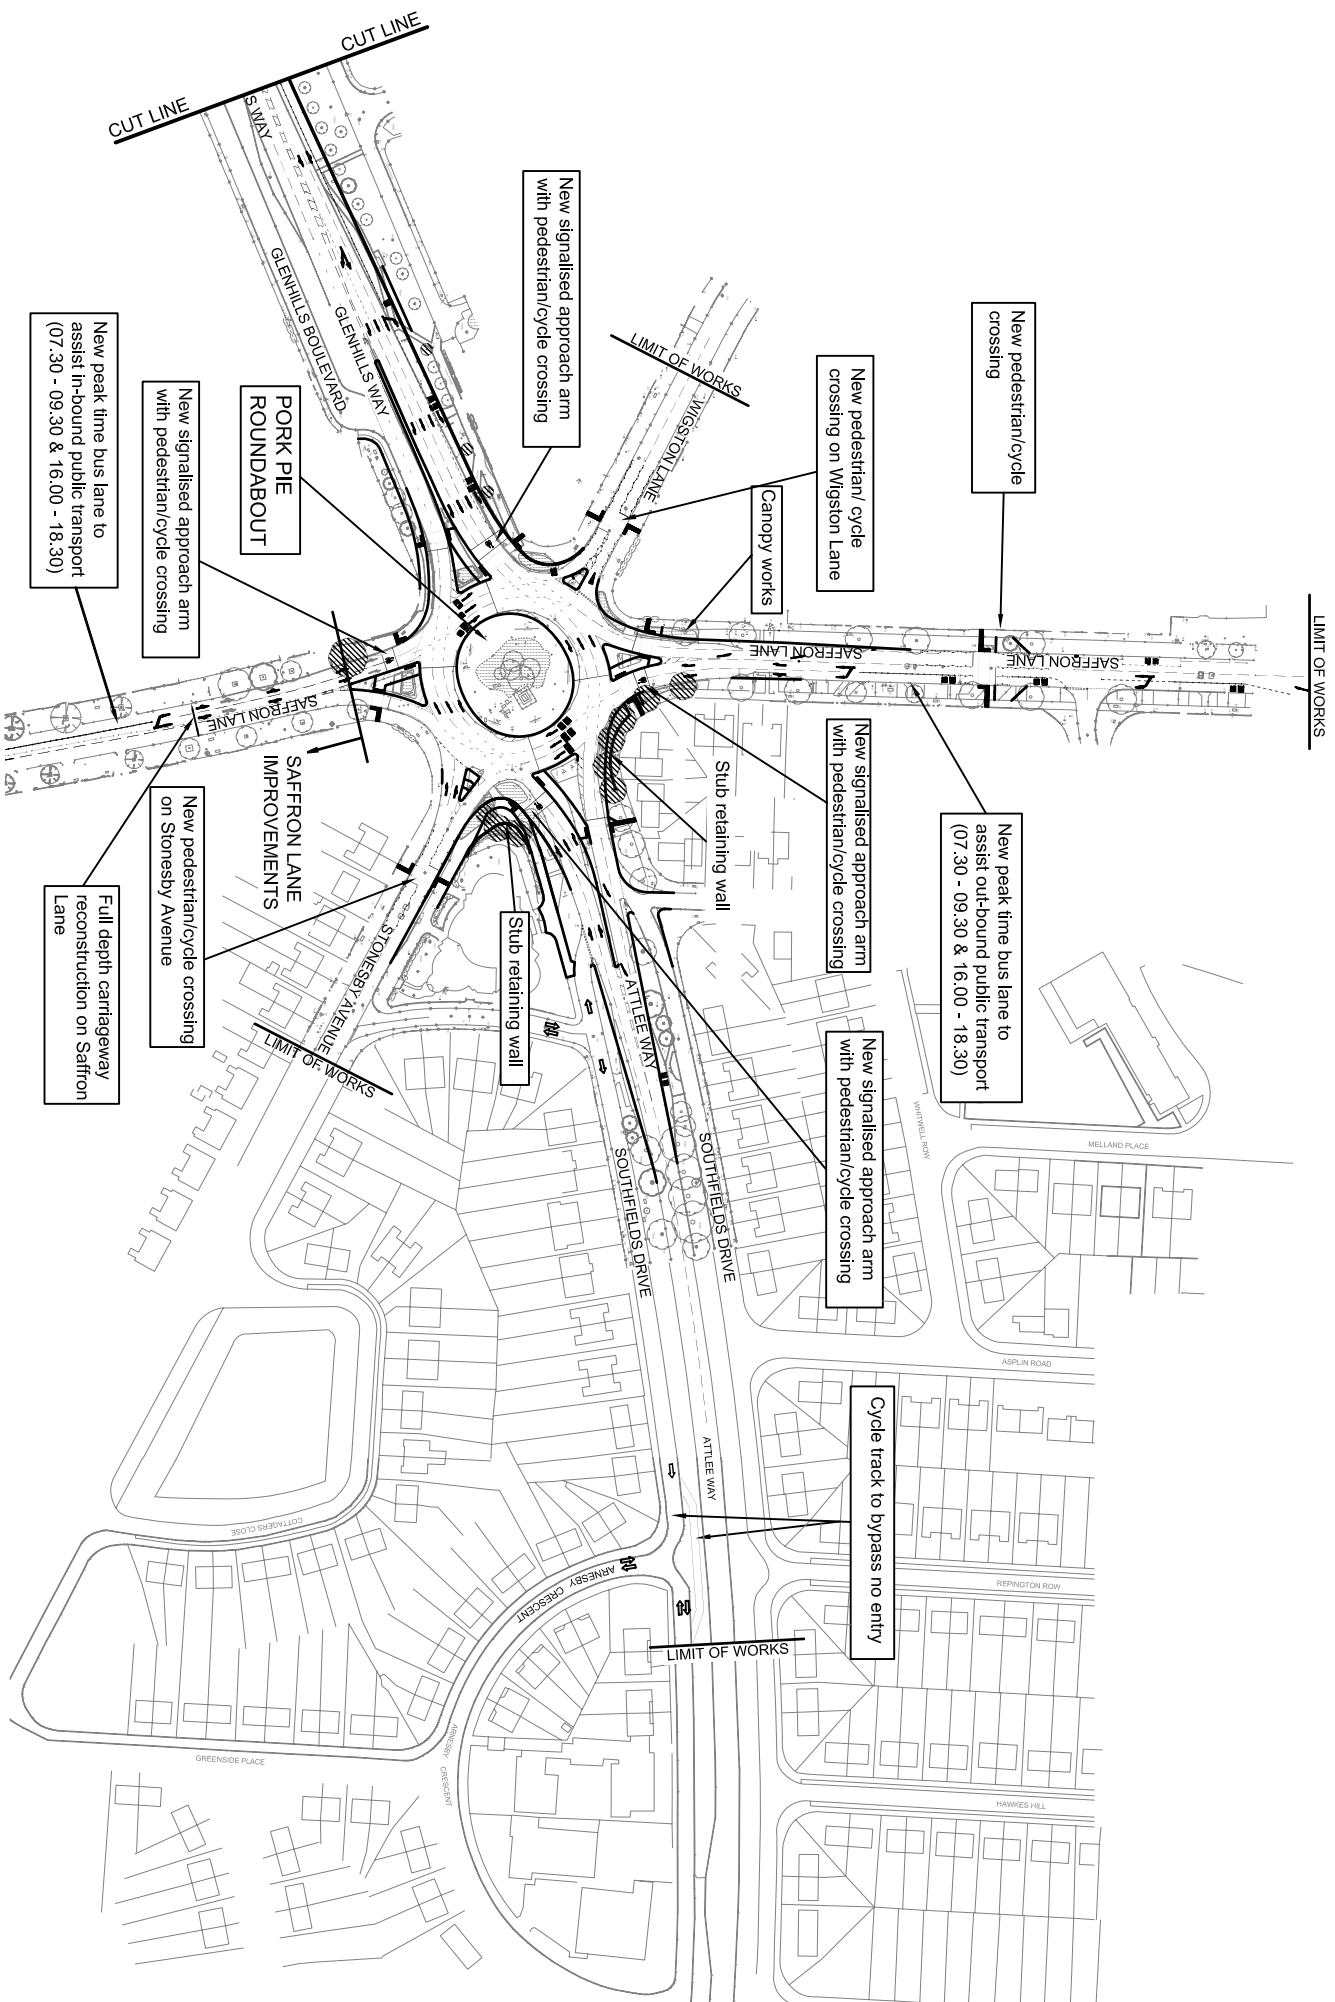 CUT LINE
CUT LINE
S WAY
GLENHILLS BOULEVARD
GLENHILLS WAY
New signalised approach arm
with pedestrian/cycle crossing
LIMIT OF WORKS
WIGSTON LANE
New pedestrian/ cycle
crossing on Wigston Lane
Canopy works
New pedestrian/cycle
crossing
LIMIT OF WORKS
SAFFRON LANE
SAFFRON LANE
PORK PIE
ROUNDABOUT
New signalised approach arm
with pedestrian/cycle crossing
New peak time bus lane to
assist in-bound public transport
(07.30 - 09.30 & 16.00 - 18.30)
SAFFRON LANE
SAFFRON LANE
IMPROVEMENTS
New pedestrian/cycle crossing
on Stonesby Avenue
Full depth carriageway
reconstruction on Saffron
Lane
STONESBY AVENUE
LIMIT OF WORKS
Stub retaining wall
Stub retaining wall
New signalised approach arm
with pedestrian/cycle crossing
New peak time bus lane to
assist out-bound public transport
(07.30 - 09.30 & 16.00 - 18.30)
New signalised approach arm
with pedestrian/cycle crossing
ATTLEE WAY
SOUTHFIELDS DRIVE
SOUTHFIELDS DRIVE
WHITWELL ROW
MELLAND PLACE
ASPLIN ROAD
ATTLEE WAY
Cycle track to bypass no entry
REPINGTON ROW
COTTAGERS CLOSE
ARNESBY CRESCENT
LIMIT OF WORKS
GREENSIDE PLACE
ARNESBY CRESCENT
HAWKES HILL